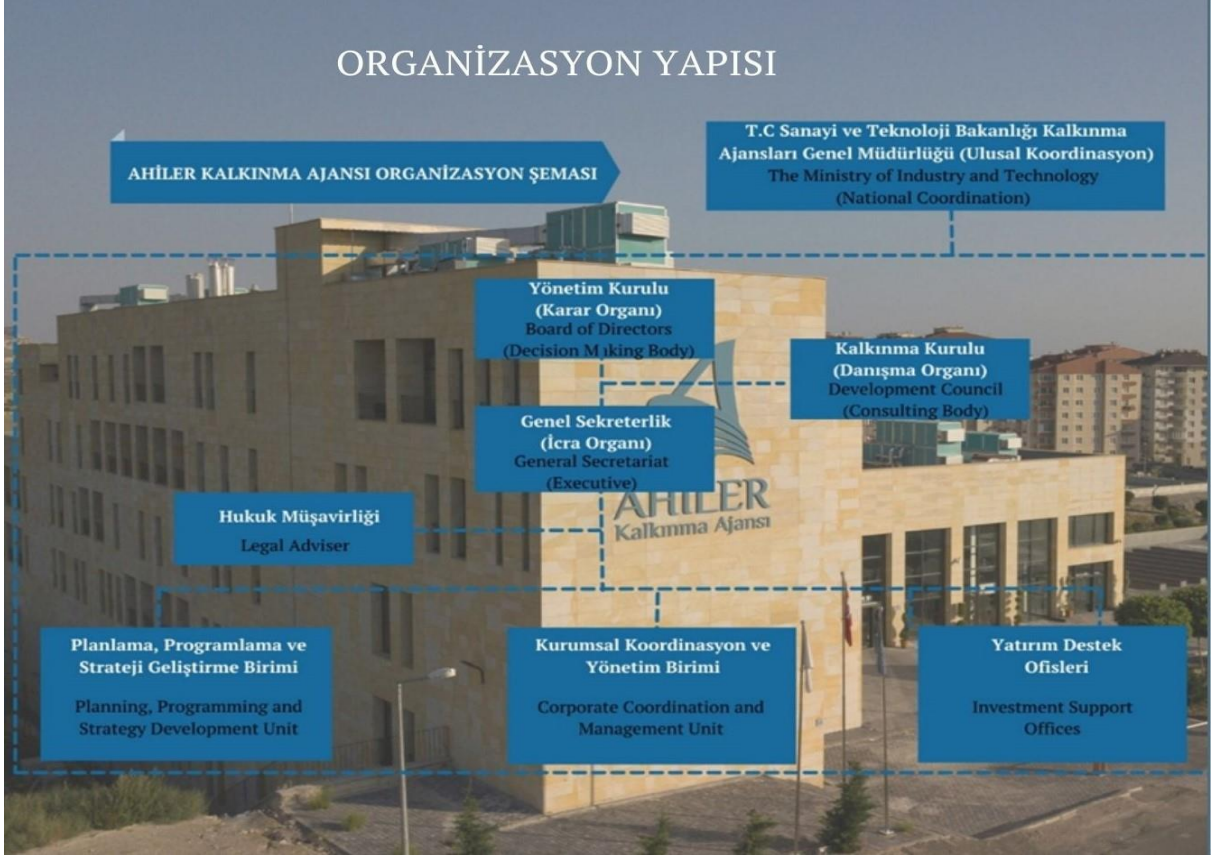 ORGANİZASYON YAPISI
AHİLER KALKINMA AJANSI ORGANİZASYON ŞEMASI
T.C Sanayi ve Teknoloji Bakanlığı Kalkınma
Ajansları Genel Müdürlüğü (Ulusal Koordinasyon)
The Ministry of Industry and Technology
(National Coordination)
Yönetim Kurulu
(Karar Organı)
Board of Directors
(Decision Making Body)
Kalkınma Kurulu
(Danışma Organı)
Development Council
(Consulting Body)
Genel Sekreterlik
(İcra Organı)
General Secretariat
(Executive)
AHİLER
Kalkınma Ajansı
Hukuk Müşavirliği
Legal Adviser
Planlama, Programlama ve
Strateji Geliştirme Birimi
Planning, Programming and
Strategy Development Unit
Kurumsal Koordinasyon ve
Yönetim Birimi
Corporate Coordination and
Management Unit
Yatırım Destek
Ofisleri
Investment Support
Offices